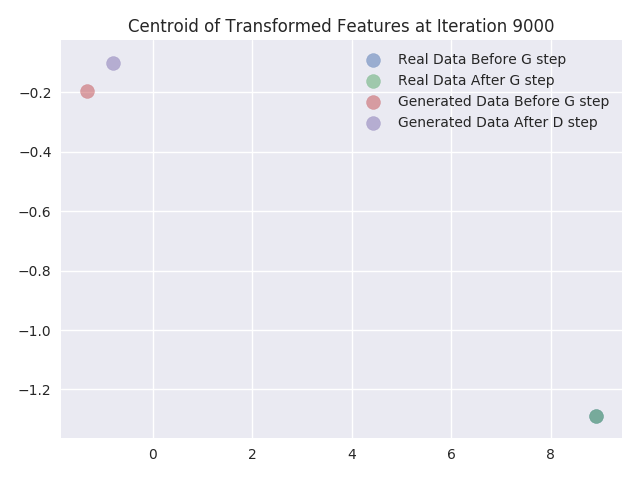 Centroid of Transformed Features at Iteration 9000
Real Data Before G step
Real Data After G step
Generated Data Before G step
Generated Data After D step
−0.2
−0.4
−0.6
−0.8
−1.0
−1.2
0 2 4 6 8